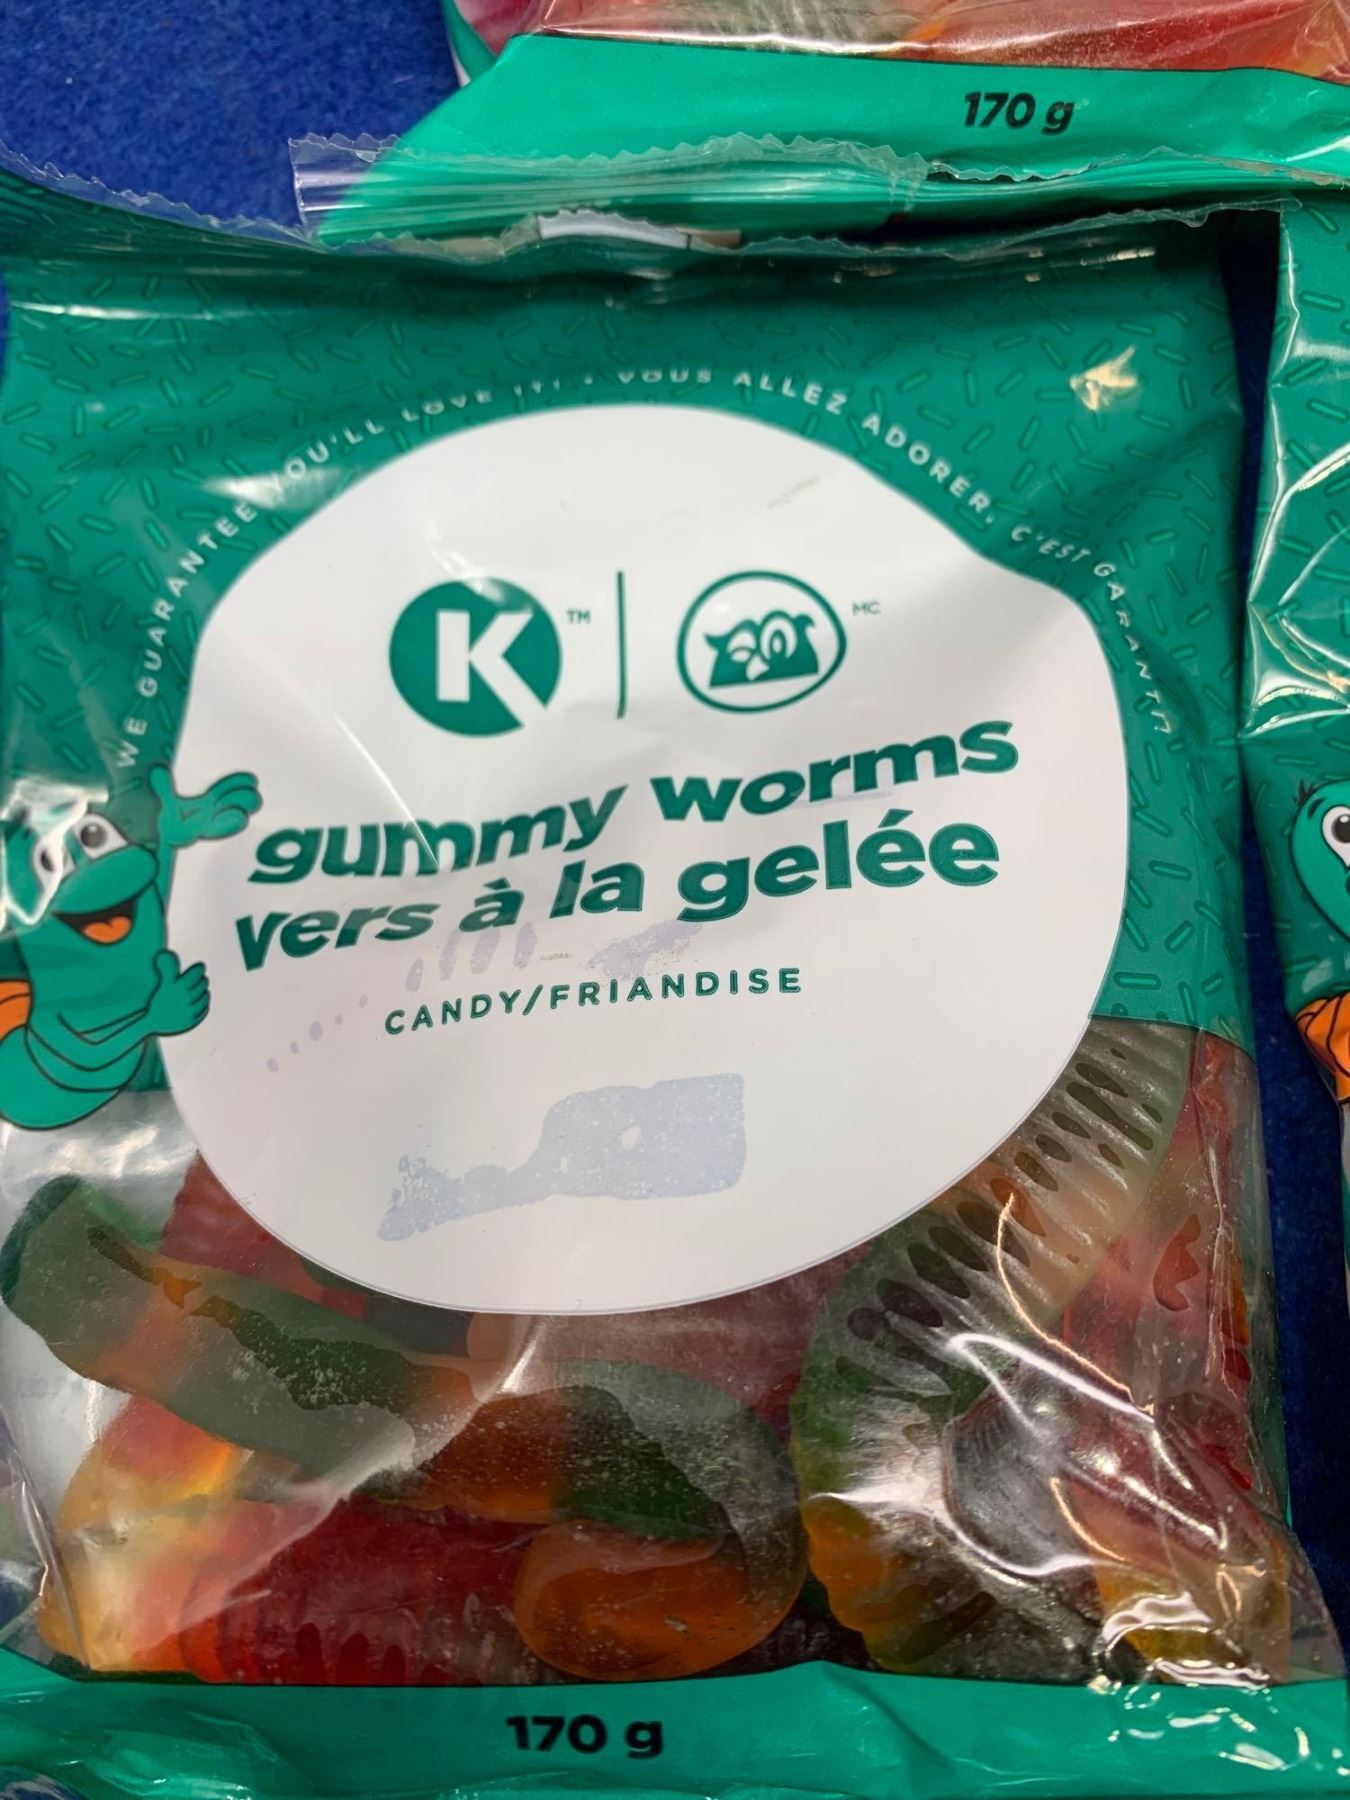 170 g
WE GUARANTEE YOU'LL LOVE IT! • VOUS ALLEZ ADORER, C'EST GARANTI!
K TM MC
gummy worms
vers à la gelée
CANDY/FRIANDISE
170 g